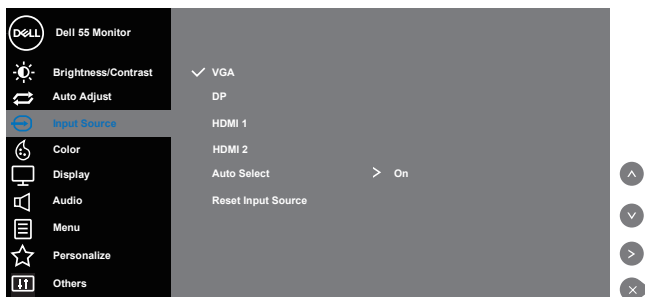 DELL Dell 55 Monitor
Brightness/Contrast
Auto Adjust
Input Source
Color
Display
Audio
Menu
Personalize
Others
VGA
DP
HDMI 1
HDMI 2
Auto Select > On
Reset Input Source